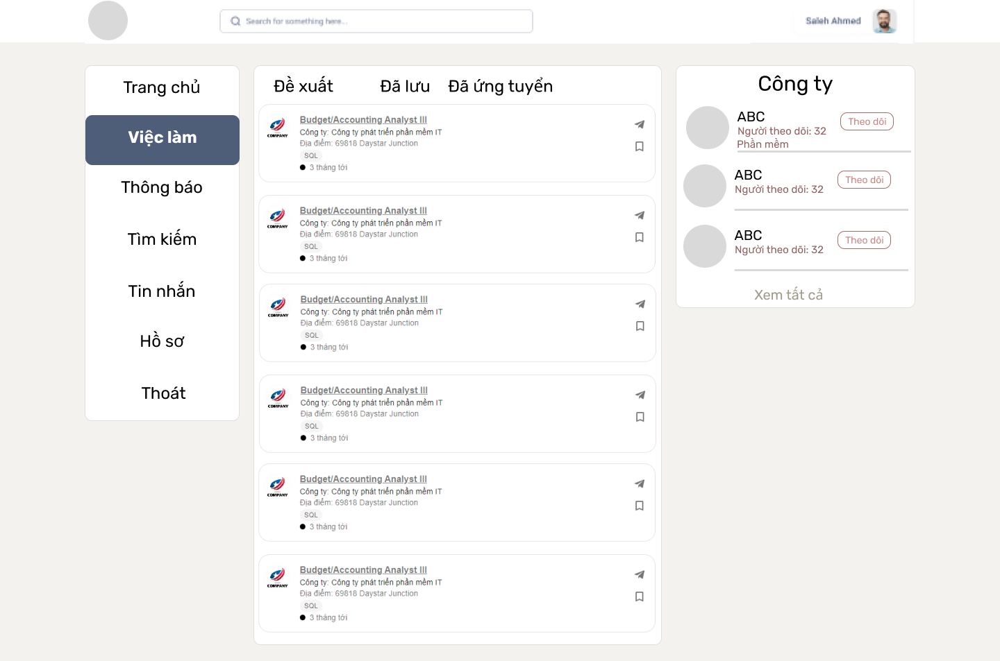 Search for something here...
Saleh Ahmed
Trang chủ
Việc làm
Thông báo
Tìm kiếm
Tin nhắn
Hồ sơ
Thoát
Đề xuất Đã lưu Đã ứng tuyển
COMPANY
Budget/Accounting Analyst III
Công ty: Công ty phát triển phần mềm IT
Địa điểm: 69818 Daystar Junction
SQL
3 tháng tới
COMPANY
Budget/Accounting Analyst III
Công ty: Công ty phát triển phần mềm IT
Địa điểm: 69818 Daystar Junction
SQL
3 tháng tới
COMPANY
Budget/Accounting Analyst III
Công ty: Công ty phát triển phần mềm IT
Địa điểm: 69818 Daystar Junction
SQL
3 tháng tới
COMPANY
Budget/Accounting Analyst III
Công ty: Công ty phát triển phần mềm IT
Địa điểm: 69818 Daystar Junction
SQL
3 tháng tới
COMPANY
Budget/Accounting Analyst III
Công ty: Công ty phát triển phần mềm IT
Địa điểm: 69818 Daystar Junction
SQL
3 tháng tới
COMPANY
Budget/Accounting Analyst III
Công ty: Công ty phát triển phần mềm IT
Địa điểm: 69818 Daystar Junction
SQL
3 tháng tới
Công ty
ABC
Theo dõi
Người theo dõi: 32
Phần mềm
ABC
Theo dõi
Người theo dõi: 32
ABC
Theo dõi
Người theo dõi: 32
Xem tất cả